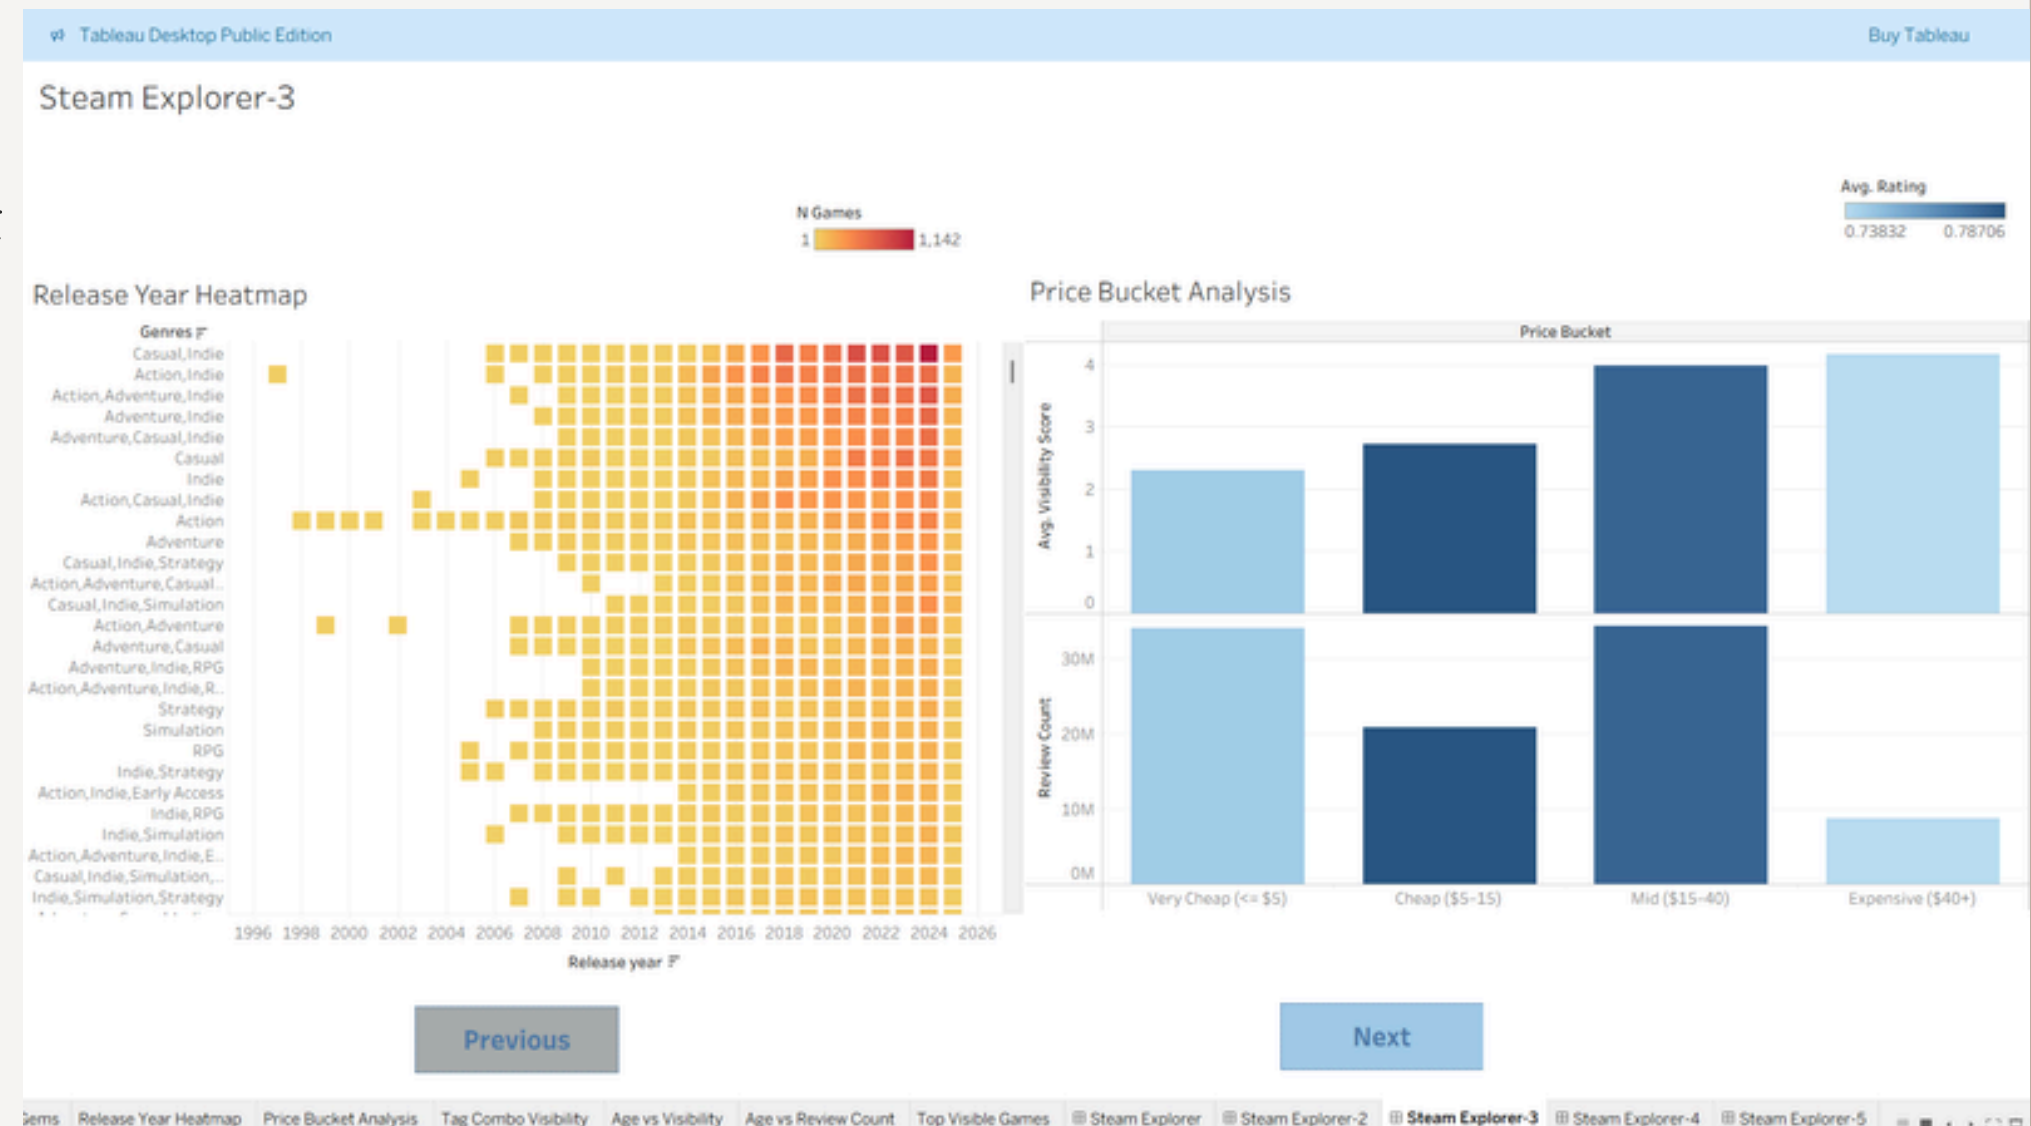 Tableau Desktop Public Edition
Buy Tableau
Steam Explorer-3
N Games
1
1,142
Avg. Rating
0.73832
0.78706
Release Year Heatmap
Genres
Casual,Indie
Action,Indie
Action,Adventure,Indie
Adventure,Indie
Adventure,Casual,Indie
Casual
Indie
Action,Casual,Indie
Action
Adventure
Casual,Indie,Strategy
Action,Adventure,Casual..
Casual,Indie,Simulation
Action,Adventure
Adventure,Casual
Adventure,Indie,RPG
Action,Adventure,Indie,R..
Strategy
Simulation
RPG
Indie,Strategy
Action,Indie,Early Access
Indie,RPG
Indie,Simulation
Action,Adventure,Indie,E..
Casual,Indie,Simulation,..
Indie,Simulation,Strategy
1996 1998 2000 2002 2004 2006 2008 2010 2012 2014 2016 2018 2020 2022 2024 2026
Release year
Price Bucket Analysis
Price Bucket
Avg. Visibility Score
4
3
2
1
0
Review Count
30M
20M
10M
0M
Very Cheap (<= $5) Cheap ($5-15) Mid ($15-40) Expensive ($40+)
Previous
Next
Gems Release Year Heatmap Price Bucket Analysis Tag Combo Visibility Age vs Visibility Age vs Review Count Top Visible Games Steam Explorer Steam Explorer-2 Steam Explorer-3 Steam Explorer-4 Steam Explorer-5